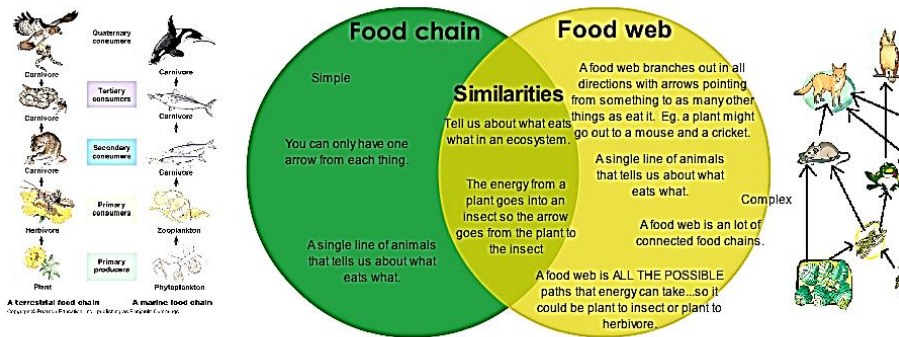 Quaternary consumers
Carnivore
Carnivore
Tertiary consumers
Carnivore
Carnivore
Secondary consumers
Carnivore
Carnivore
Primary consumers
Herbivore
Zooplankton
Primary producers
Plant
Phytoplankton
A terrestrial food chain
A marine food chain
Food chain
Simple
You can only have one
arrow from each thing.
A single line of animals
that tells us about what
eats what.
Similarities
Tell us about what eats
what in an ecosystem.
The energy from a
plant goes into an
insect so the arrow
goes from the plant to
the insect
Food web
A food web branches out in all
directions with arrows pointing
from something to as many other
things as eat it. Eg. a plant might
go out to a mouse and a cricket.
A single line of animals
that tells us about what
eats what.
Complex
A food web is an lot of
connected food chains.
A food web is ALL THE POSSIBLE
paths that energy can take...so it
could be plant to insect or plant to
herbivore.